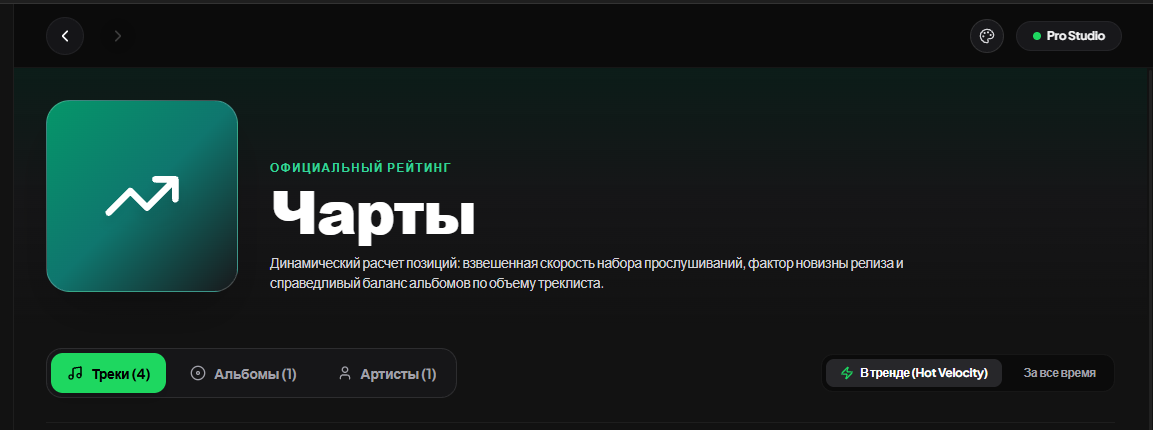 Pro Studio
ОФИЦИАЛЬНЫЙ РЕЙТИНГ
Чарты
Динамический расчет позиций: взвешенная скорость набора прослушиваний, фактор новизны релиза и
справедливый баланс альбомов по объему треклиста.
Треки (4) Альбомы (1) Артисты (1) В тренде (Hot Velocity) За все время